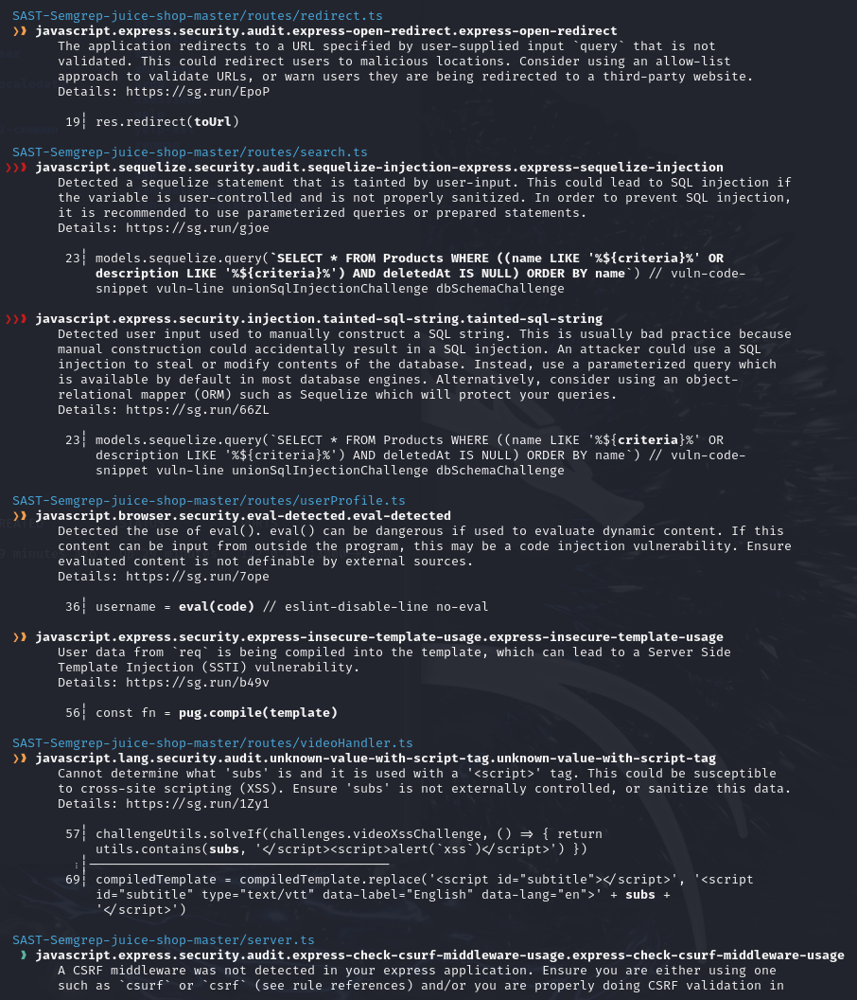 SAST-Semgrep-juice-shop-master/routes/redirect.ts
❯❱ javascript.express.security.audit.express-open-redirect.express-open-redirect
The application redirects to a URL specified by user-supplied input `query` that is not
validated. This could redirect users to malicious locations. Consider using an allow-list
approach to validate URLs, or warn users they are being redirected to a third-party website.
Details: https://sg.run/EpoP
19┆ res.redirect(toUrl)
SAST-Semgrep-juice-shop-master/routes/search.ts
❯❯❱ javascript.sequelize.security.audit.sequelize-injection-express.express-sequelize-injection
Detected a sequelize statement that is tainted by user-input. This could lead to SQL injection if
the variable is user-controlled and is not properly sanitized. In order to prevent SQL injection,
it is recommended to use parameterized queries or prepared statements.
Details: https://sg.run/gjoe
23┆ models.sequelize.query(`SELECT * FROM Products WHERE ((name LIKE '%${criteria}%' OR
description LIKE '%${criteria}%') AND deletedAt IS NULL) ORDER BY name`) // vuln-code-
snippet vuln-line unionSqlInjectionChallenge dbSchemaChallenge
❯❯❱ javascript.express.security.injection.tainted-sql-string.tainted-sql-string
Detected user input used to manually construct a SQL string. This is usually bad practice because
manual construction could accidentally result in a SQL injection. An attacker could use a SQL
injection to steal or modify contents of the database. Instead, use a parameterized query which
is available by default in most database engines. Alternatively, consider using an object-
relational mapper (ORM) such as Sequelize which will protect your queries.
Details: https://sg.run/66ZL
23┆ models.sequelize.query(`SELECT * FROM Products WHERE ((name LIKE '%${criteria}%' OR
description LIKE '%${criteria}%') AND deletedAt IS NULL) ORDER BY name`) // vuln-code-
snippet vuln-line unionSqlInjectionChallenge dbSchemaChallenge
SAST-Semgrep-juice-shop-master/routes/userProfile.ts
❯❱ javascript.browser.security.eval-detected.eval-detected
Detected the use of eval(). eval() can be dangerous if used to evaluate dynamic content. If this
content can be input from outside the program, this may be a code injection vulnerability. Ensure
evaluated content is not definable by external sources.
Details: https://sg.run/7ope
36┆ username = eval(code) // eslint-disable-line no-eval
❯❱ javascript.express.security.express-insecure-template-usage.express-insecure-template-usage
User data from `req` is being compiled into the template, which can lead to a Server Side
Template Injection (SSTI) vulnerability.
Details: https://sg.run/b49v
56┆ const fn = pug.compile(template)
SAST-Semgrep-juice-shop-master/routes/videoHandler.ts
❯❱ javascript.lang.security.audit.unknown-value-with-script-tag.unknown-value-with-script-tag
Cannot determine what 'subs' is and it is used with a '<script>' tag. This could be susceptible
to cross-site scripting (XSS). Ensure 'subs' is not externally controlled, or sanitize this data.
Details: https://sg.run/1Zy1
57┆ challengeUtils.solveIf(challenges.videoXssChallenge, () => { return
utils.contains(subs, '</script><script>alert(`xss`)</script>') })
69┆ compiledTemplate = compiledTemplate.replace('<script id="subtitle"></script>', '<script
id="subtitle" type="text/vtt" data-label="English" data-lang="en">' + subs +
'</script>')
SAST-Semgrep-juice-shop-master/server.ts
❱ javascript.express.security.audit.express-check-csurf-middleware-usage.express-check-csurf-middleware-usage
A CSRF middleware was not detected in your express application. Ensure you are either using one
such as `csurf` or `csrf` (see rule references) and/or you are properly doing CSRF validation in